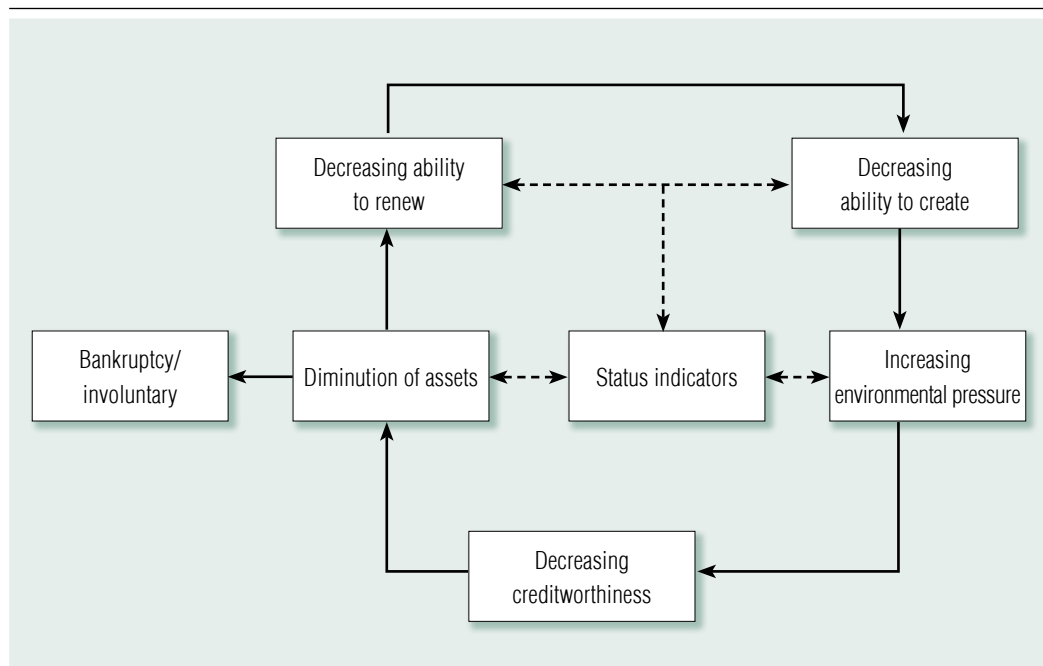 Decreasing ability
to renew
Decreasing
ability to create
Bankruptcy/
involuntary
Diminution of assets
Status indicators
Increasing
environmental pressure
Decreasing
creditworthiness